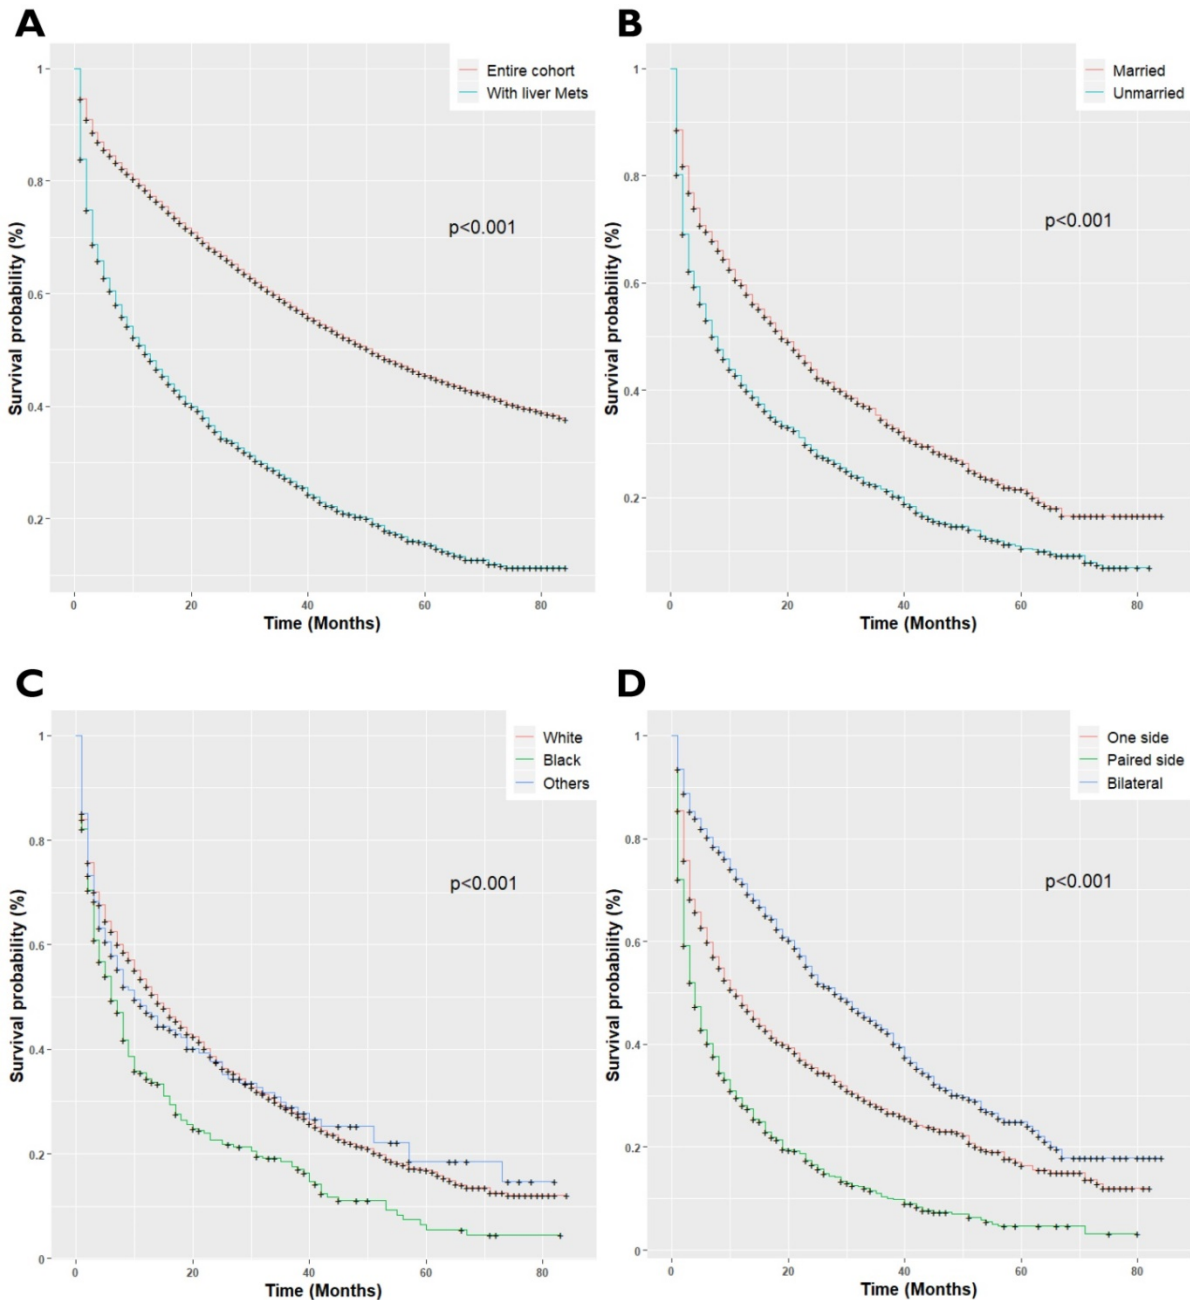 A
Entire cohort
With liver Mets
p<0.001
Survival probability (%)
1
0.8
0.6
0.4
0.2
0 20 40 60 80
Time (Months)
B
Married
Unmarried
p<0.001
Survival probability (%)
1
0.8
0.6
0.4
0.2
0 20 40 60 80
Time (Months)
C
White
Black
Others
p<0.001
Survival probability (%)
1
0.8
0.6
0.4
0.2
0
0 20 40 60 80
Time (Months)
D
One side
Paired side
Bilateral
p<0.001
Survival probability (%)
1
0.8
0.6
0.4
0.2
0
0 20 40 60 80
Time (Months)